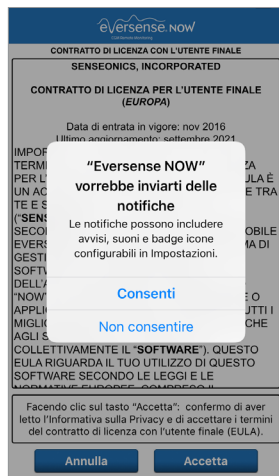 eversense. NOW
CONTRATTO DI LICENZA CON L'UTENTE FINALE
SENSEONICS, INCORPORATED
CONTRATTO DI LICENZA PER L'UTENTE FINALE
(EUROPA)
Data di entrata in vigore: nov 2016
Ultimo aggiornamento: settembre 2021
"Eversense NOW"
vorrebbe inviarti delle
notifiche
Le notifiche possono includere
avvisi, suoni e badge icone
configurabili in Impostazioni.
Consenti
Non consentire
COLLETTIVAMENTE IL "SOFTWARE"). QUESTO
EULA RIGUARDA IL TUO UTILIZZO DI QUESTO
SOFTWARE SECONDO LE LEGGI E LE
NORMATIVE EUROPEE, COMPRESO IL
Facendo clic sul tasto "Accetta": confermo di aver
letto l'Informativa sulla Privacy e di accettare i termini
del contratto di licenza con l'utente finale (EULA).
Annulla
Accetta